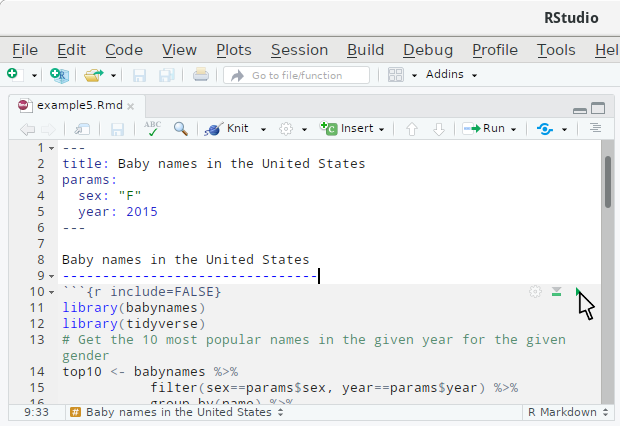 RStudio
File Edit Code View Plots Session Build Debug Profile Tools Hel
Go to file/function Addins
example5.Rmd
ABC Knit Insert Run
1 ---
2 title: Baby names in the United States
3 params:
4 sex: "F"
5 year: 2015
6 ---
7
8 Baby names in the United States
9 --------------------------------
10 ```{r include=FALSE}
11 library(babynames)
12 library(tidyverse)
13 # Get the 10 most popular names in the given year for the given
gender
14 top10 <- babynames %>%
15 filter(sex==params$sex, year==params$year) %>%
16 group_by(name) %>%
9:33 # Baby names in the United States R Markdown